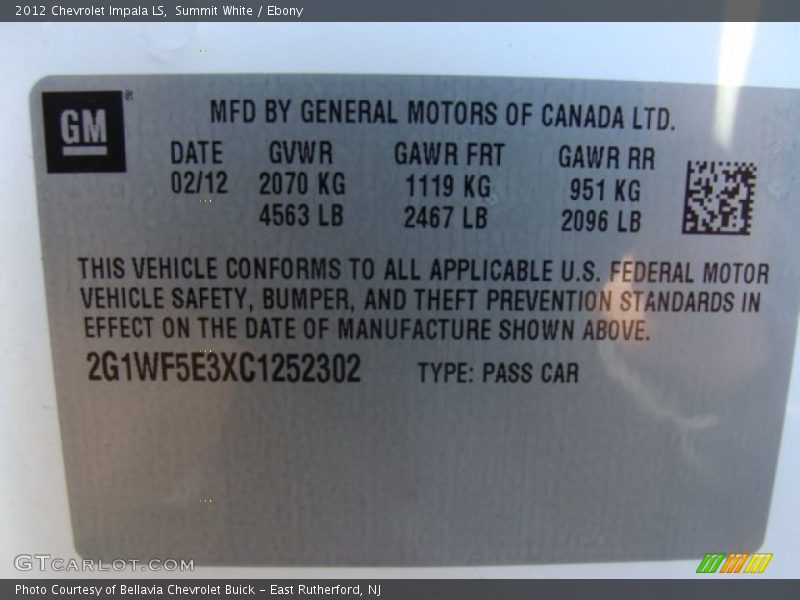 2012 Chevrolet Impala LS, Summit White / Ebony
GM®
MFD BY GENERAL MOTORS OF CANADA LTD.
DATE GVWR GAWR FRT GAWR RR
02/12 2070 KG 1119 KG 951 KG
4563 LB 2467 LB 2096 LB
THIS VEHICLE CONFORMS TO ALL APPLICABLE U.S. FEDERAL MOTOR
VEHICLE SAFETY, BUMPER, AND THEFT PREVENTION STANDARDS IN
EFFECT ON THE DATE OF MANUFACTURE SHOWN ABOVE.
2G1WF5E3XC1252302 TYPE: PASS CAR
GTCARLOT.COM
Photo Courtesy of Bellavia Chevrolet Buick - East Rutherford, NJ